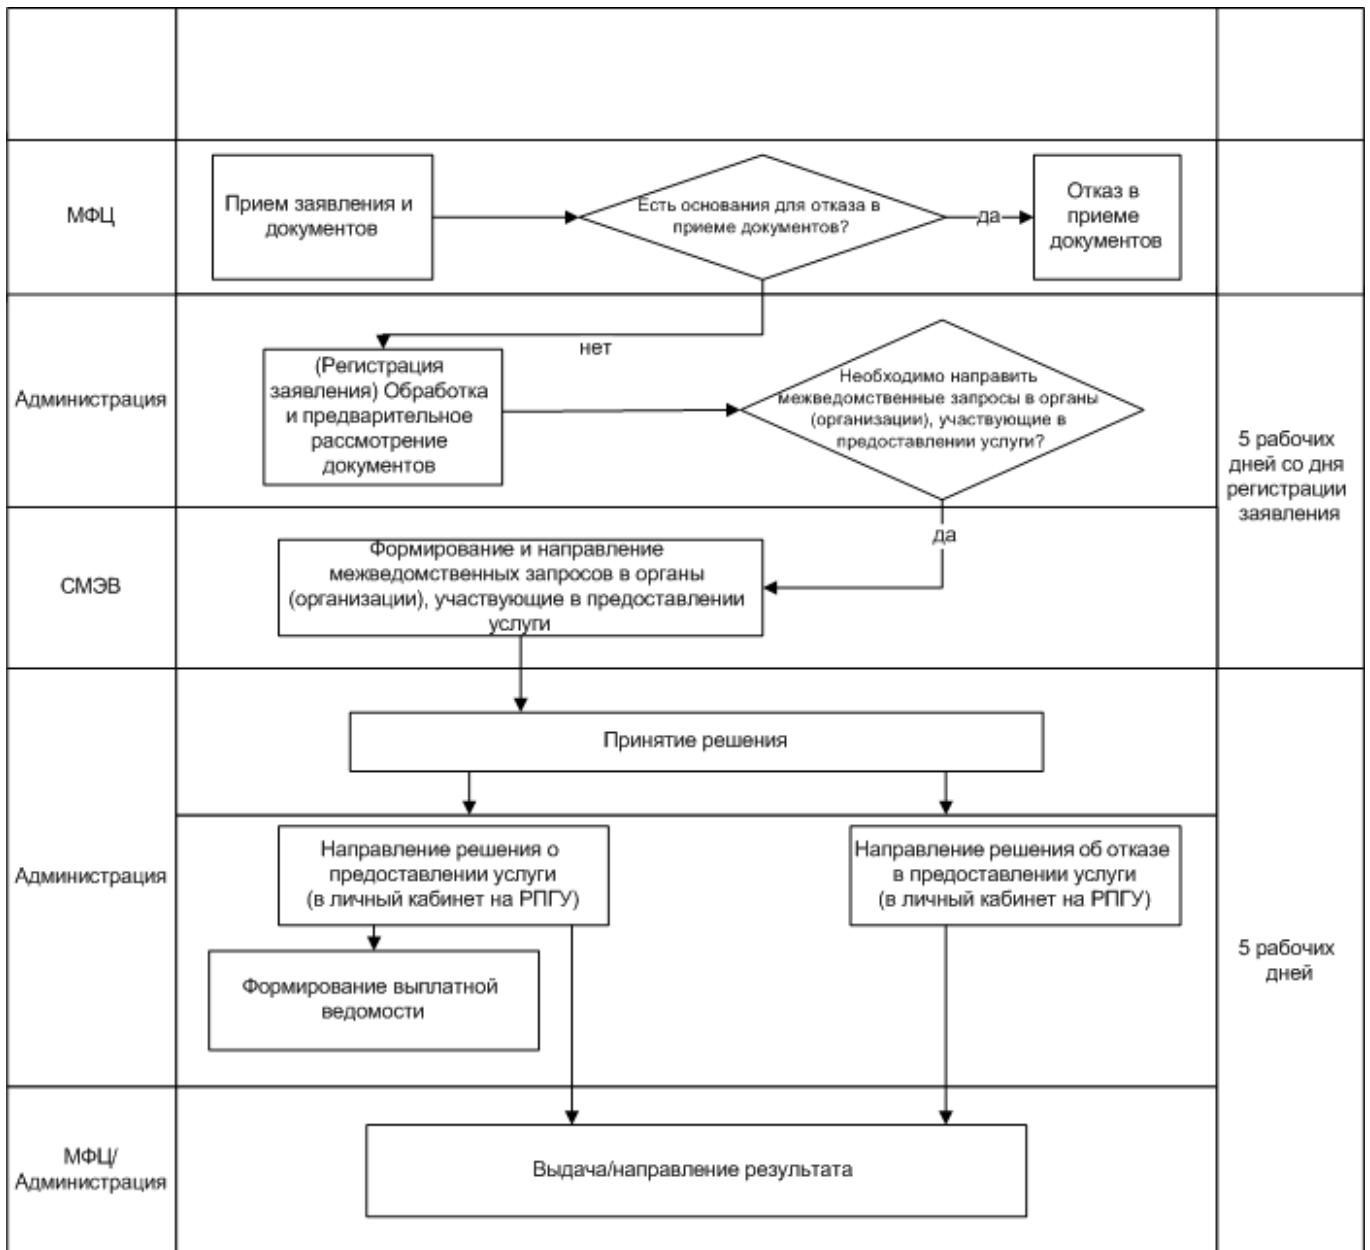 МФЦ
Прием заявления и
документов
Есть основания для отказа в
приеме документов?
да
Отказ в
приеме
документов
нет
Администрация
(Регистрация
заявления) Обработка
и предварительное
рассмотрение
документов
Необходимо направить
межведомственные запросы в органы
(организации), участвующие в
предоставлении услуги?
5 рабочих
дней со дня
регистрации
заявления
да
СМЭВ
Формирование и направление
межведомственных запросов в органы
(организации), участвующие в предоставлении
услуги
Принятие решения
Администрация
Направление решения о
предоставлении услуги
(в личный кабинет на РПГУ)
Направление решения об отказе
в предоставлении услуги
(в личный кабинет на РПГУ)
Формирование выплатной
ведомости
5 рабочих
дней
МФЦ/
Администрация
Выдача/направление результата